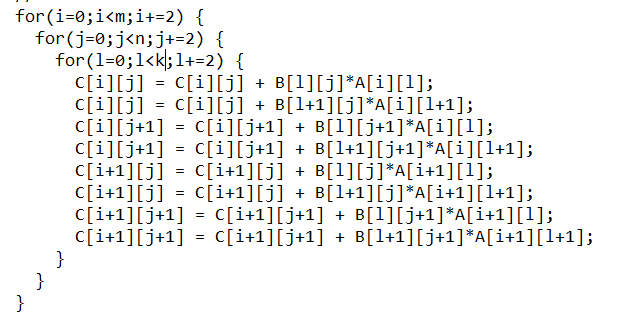 for(i=0;i<m;i+=2) {
  for(j=0;j<n;j+=2) {
    for(l=0;l<k;l+=2) {
      C[i][j] = C[i][j] + B[l][j]*A[i][l];
      C[i][j] = C[i][j] + B[l+1][j]*A[i][l+1];
      C[i][j+1] = C[i][j+1] + B[l][j+1]*A[i][l];
      C[i][j+1] = C[i][j+1] + B[l+1][j+1]*A[i][l+1];
      C[i+1][j] = C[i+1][j] + B[l][j]*A[i+1][l];
      C[i+1][j] = C[i+1][j] + B[l+1][j]*A[i+1][l+1];
      C[i+1][j+1] = C[i+1][j+1] + B[l][j+1]*A[i+1][l];
      C[i+1][j+1] = C[i+1][j+1] + B[l+1][j+1]*A[i+1][l+1];
    }
  }
}